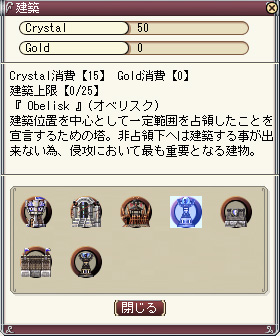 建築
Crystal 50
Gold 0
Crystal消費【15】 Gold消費【0】
建築上限【0/25】
『 Obelisk 』(オベリスク)
建築位置を中心として一定範囲を占領したことを
宣言するための塔。非占領下へは建築する事が出
来ない為、侵攻において最も重要となる建物。
閉じる